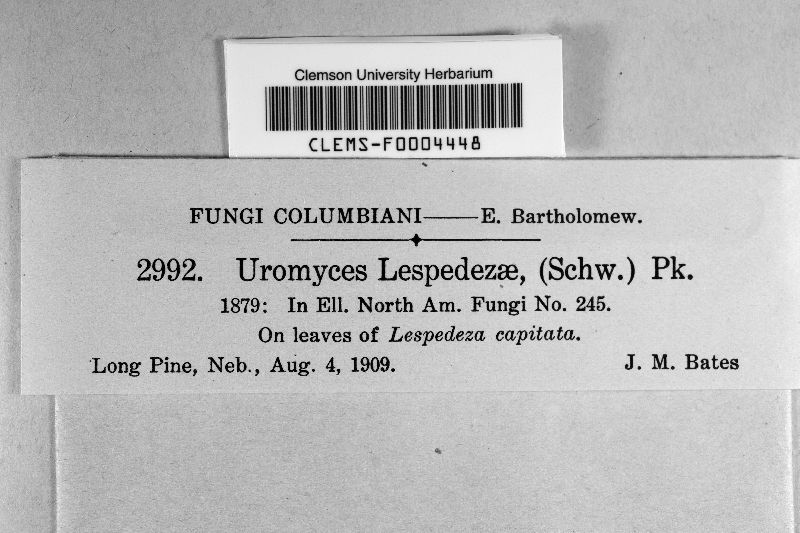 Clemson University Herbarium
CLEMS-F0004448
FUNGI COLUMBIANI——E. Bartholomew.
2992. Uromyces Lespedezæ, (Schw.) Pk.
1879: In Ell. North Am. Fungi No. 245.
On leaves of Lespedeza capitata.
Long Pine, Neb., Aug. 4, 1909. J. M. Bates